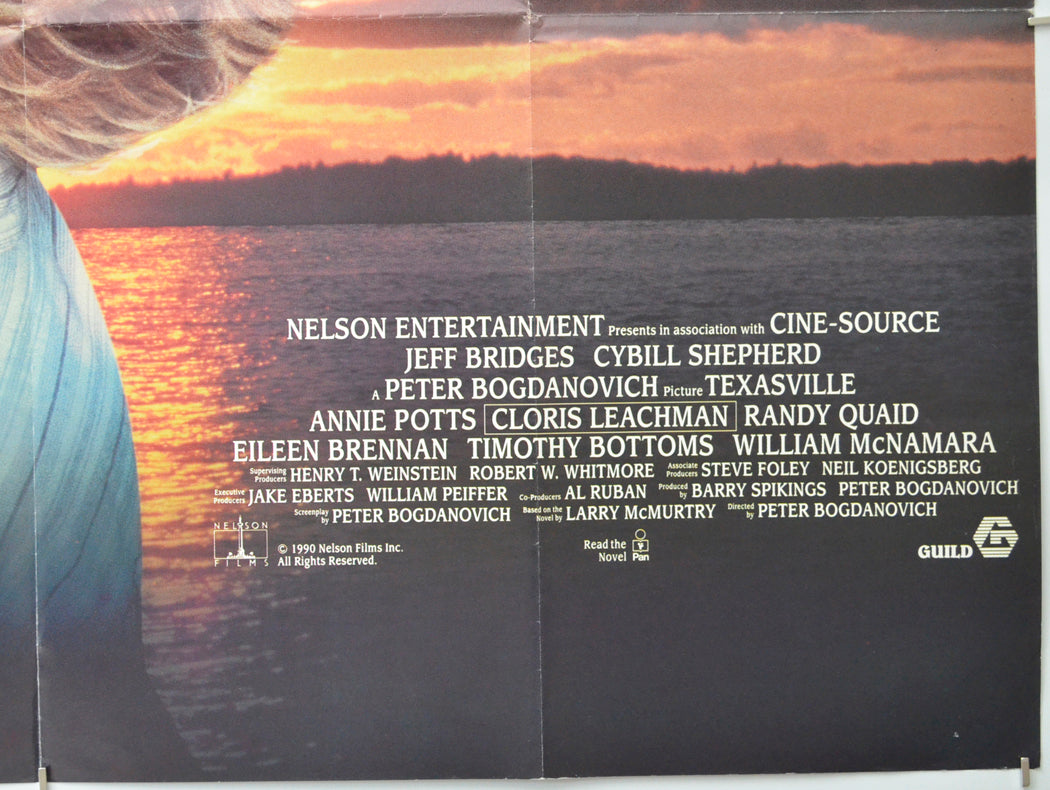 NELSON ENTERTAINMENT Presents in association with CINE-SOURCE
JEFF BRIDGES CYBILL SHEPHERD
A PETER BOGDANOVICH Picture TEXASVILLE
ANNIE POTTS CLORIS LEACHMAN RANDY QUAID
EILEEN BRENNAN TIMOTHY BOTTOMS WILLIAM McNAMARA
Supervising Producers HENRY T. WEINSTEIN ROBERT W. WHITMORE Associate Producers STEVE FOLEY NEIL KOENIGSBERG
Executive Producers JAKE EBERTS WILLIAM PEIFFER Co-Producers AL RUBAN Produced by BARRY SPIKINGS PETER BOGDANOVICH
Screenplay by PETER BOGDANOVICH Based on the Novel by LARRY McMURTRY Directed by PETER BOGDANOVICH
NELSON
FILMS
© 1990 Nelson Films Inc.
All Rights Reserved.
Read the
Novel Pan
GUILD